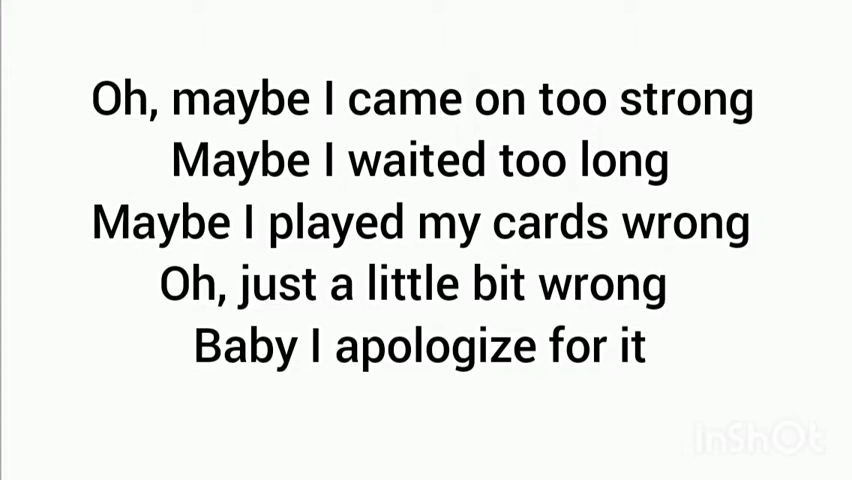 Oh, maybe I came on too strong
Maybe I waited too long
Maybe I played my cards wrong
Oh, just a little bit wrong
Baby I apologize for it
InShOt